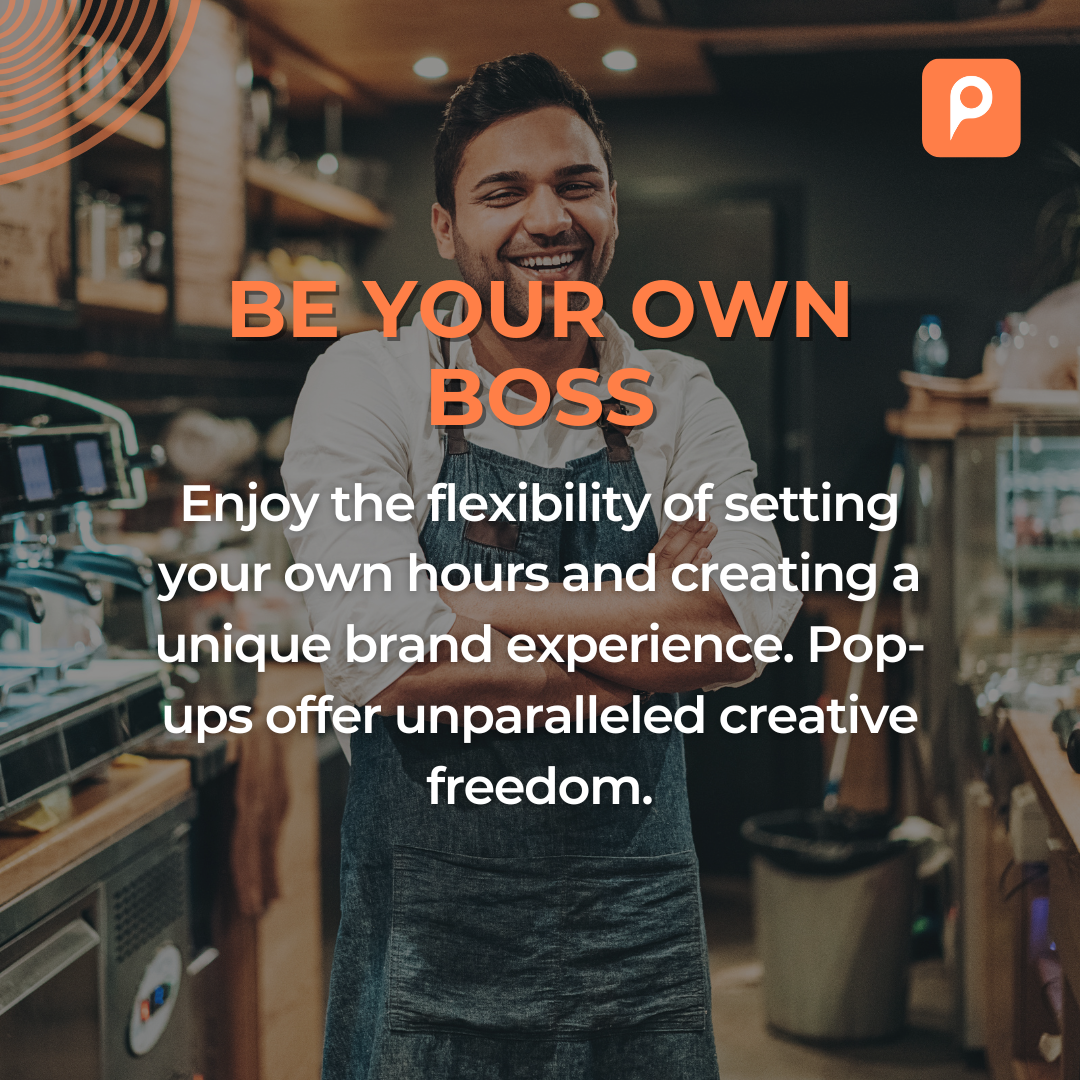 BE YOUR OWN
BOSS
Enjoy the flexibility of setting
your own hours and creating a
unique brand experience. Pop-
ups offer unparalleled creative
freedom.